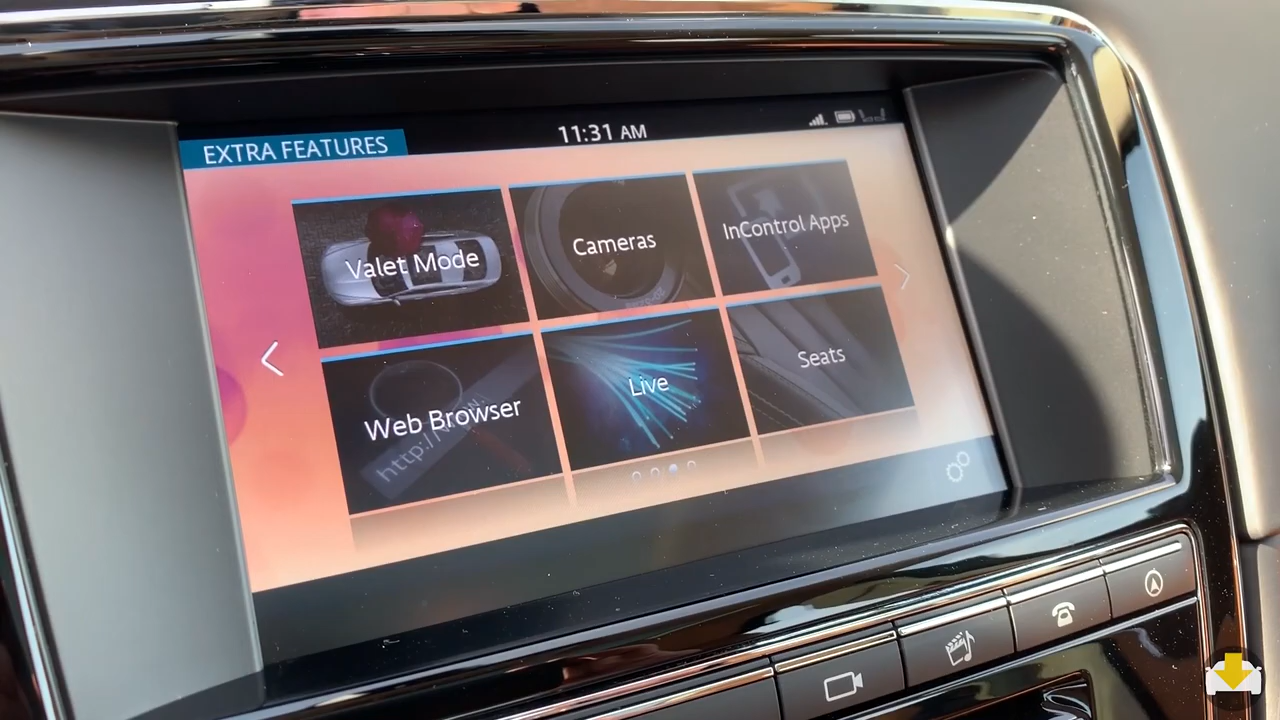 EXTRA FEATURES
11:31 AM
Valet Mode
Cameras
InControl Apps
Web Browser
http://
Live
Seats